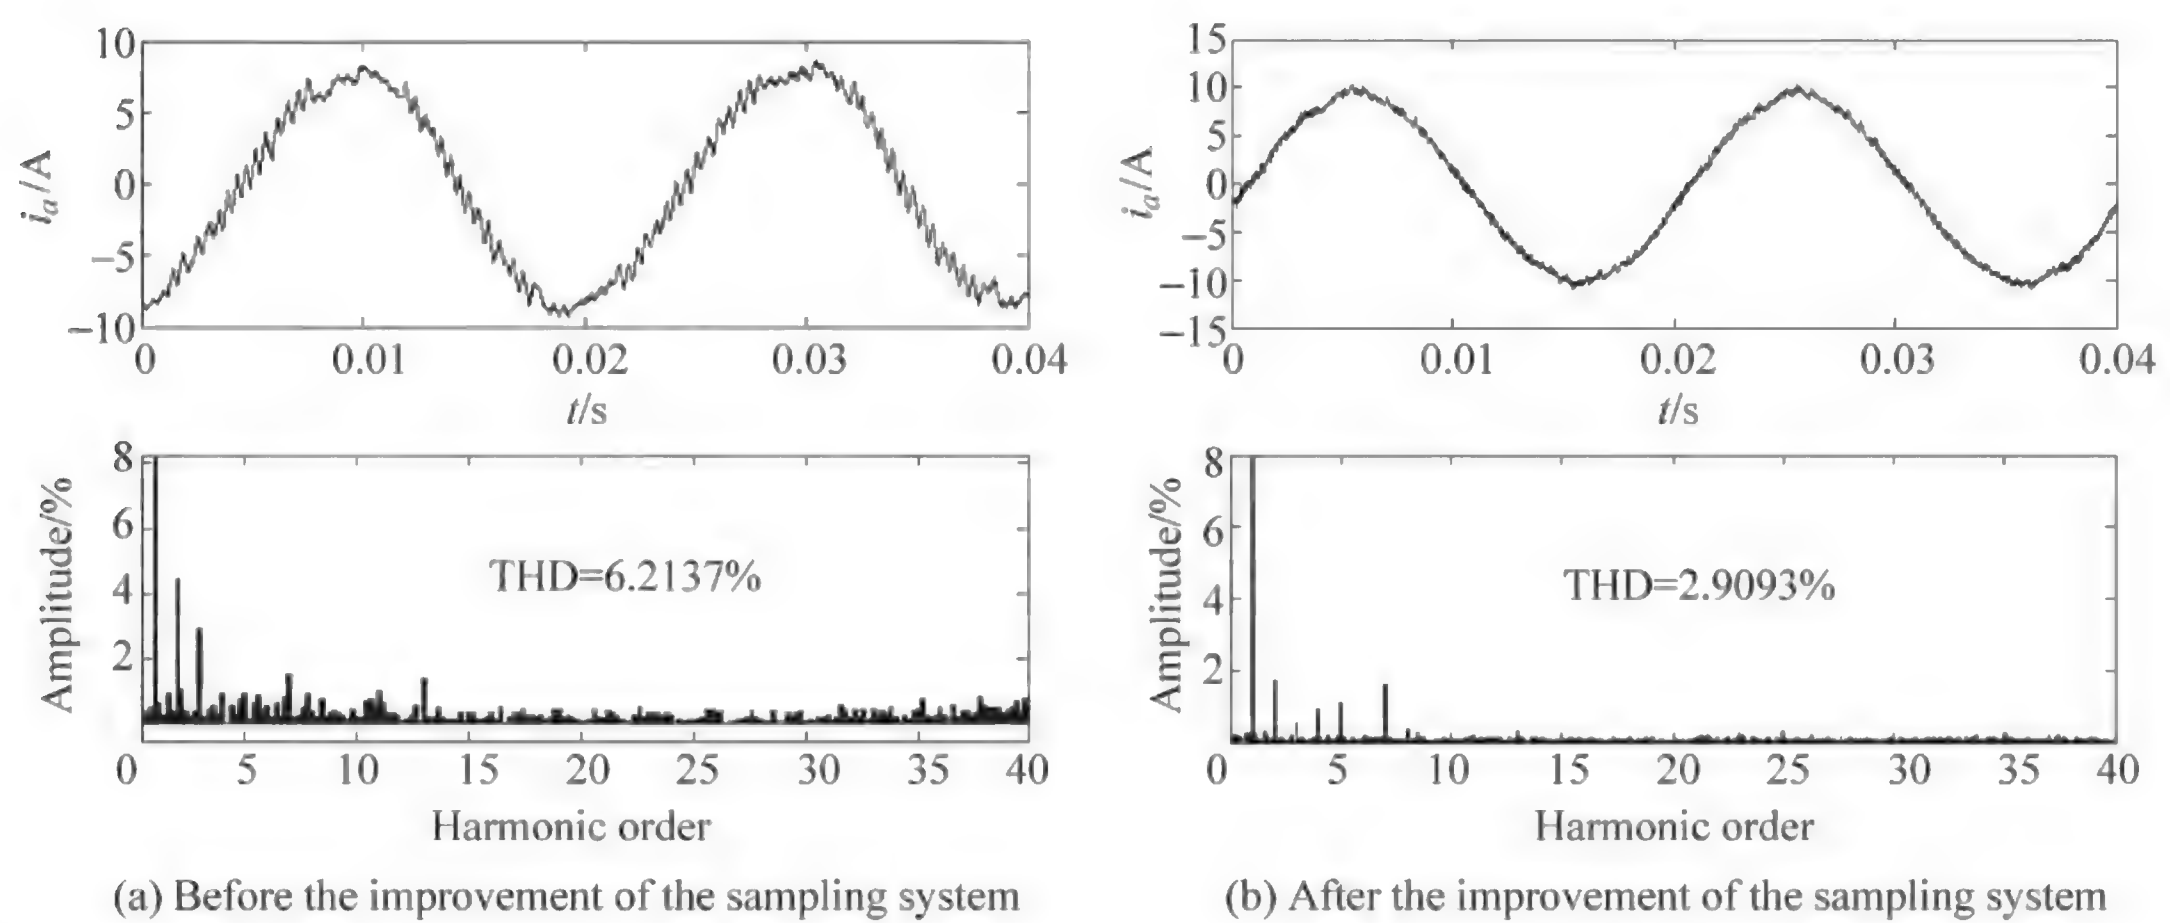 10
5
0
−5
−10
i_a/A
0 0.01 0.02 0.03 0.04
t/s
8
6
4
2
Amplitude/%
THD=6.2137%
0 5 10 15 20 25 30 35 40
Harmonic order
(a) Before the improvement of the sampling system
15
10
5
0
−5
−10
−15
i_a/A
0 0.01 0.02 0.03 0.04
t/s
8
6
4
2
Amplitude/%
THD=2.9093%
0 5 10 15 20 25 30 35 40
Harmonic order
(b) After the improvement of the sampling system